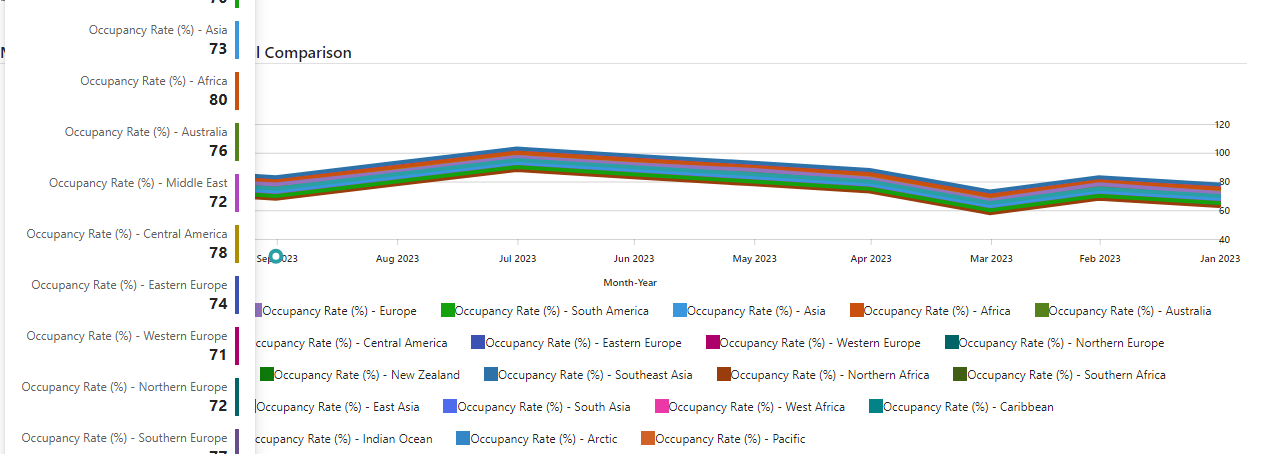 Occupancy Rate (%) - Asia
73
l Comparison
Occupancy Rate (%) - Africa
80
Occupancy Rate (%) - Australia
76
Occupancy Rate (%) - Middle East
72
Occupancy Rate (%) - Central America
78
Occupancy Rate (%) - Eastern Europe
74
Occupancy Rate (%) - Western Europe
71
Occupancy Rate (%) - Northern Europe
72
Occupancy Rate (%) - Southern Europe
120
100
80
60
40
Sep 2023 Aug 2023 Jul 2023 Jun 2023 May 2023 Apr 2023 Mar 2023 Feb 2023 Jan 2023
Month-Year
Occupancy Rate (%) - Europe Occupancy Rate (%) - South America Occupancy Rate (%) - Asia Occupancy Rate (%) - Africa Occupancy Rate (%) - Australia
ccupancy Rate (%) - Central America Occupancy Rate (%) - Eastern Europe Occupancy Rate (%) - Western Europe Occupancy Rate (%) - Northern Europe
Occupancy Rate (%) - New Zealand Occupancy Rate (%) - Southeast Asia Occupancy Rate (%) - Northern Africa Occupancy Rate (%) - Southern Africa
Occupancy Rate (%) - East Asia Occupancy Rate (%) - South Asia Occupancy Rate (%) - West Africa Occupancy Rate (%) - Caribbean
ccupancy Rate (%) - Indian Ocean Occupancy Rate (%) - Arctic Occupancy Rate (%) - Pacific